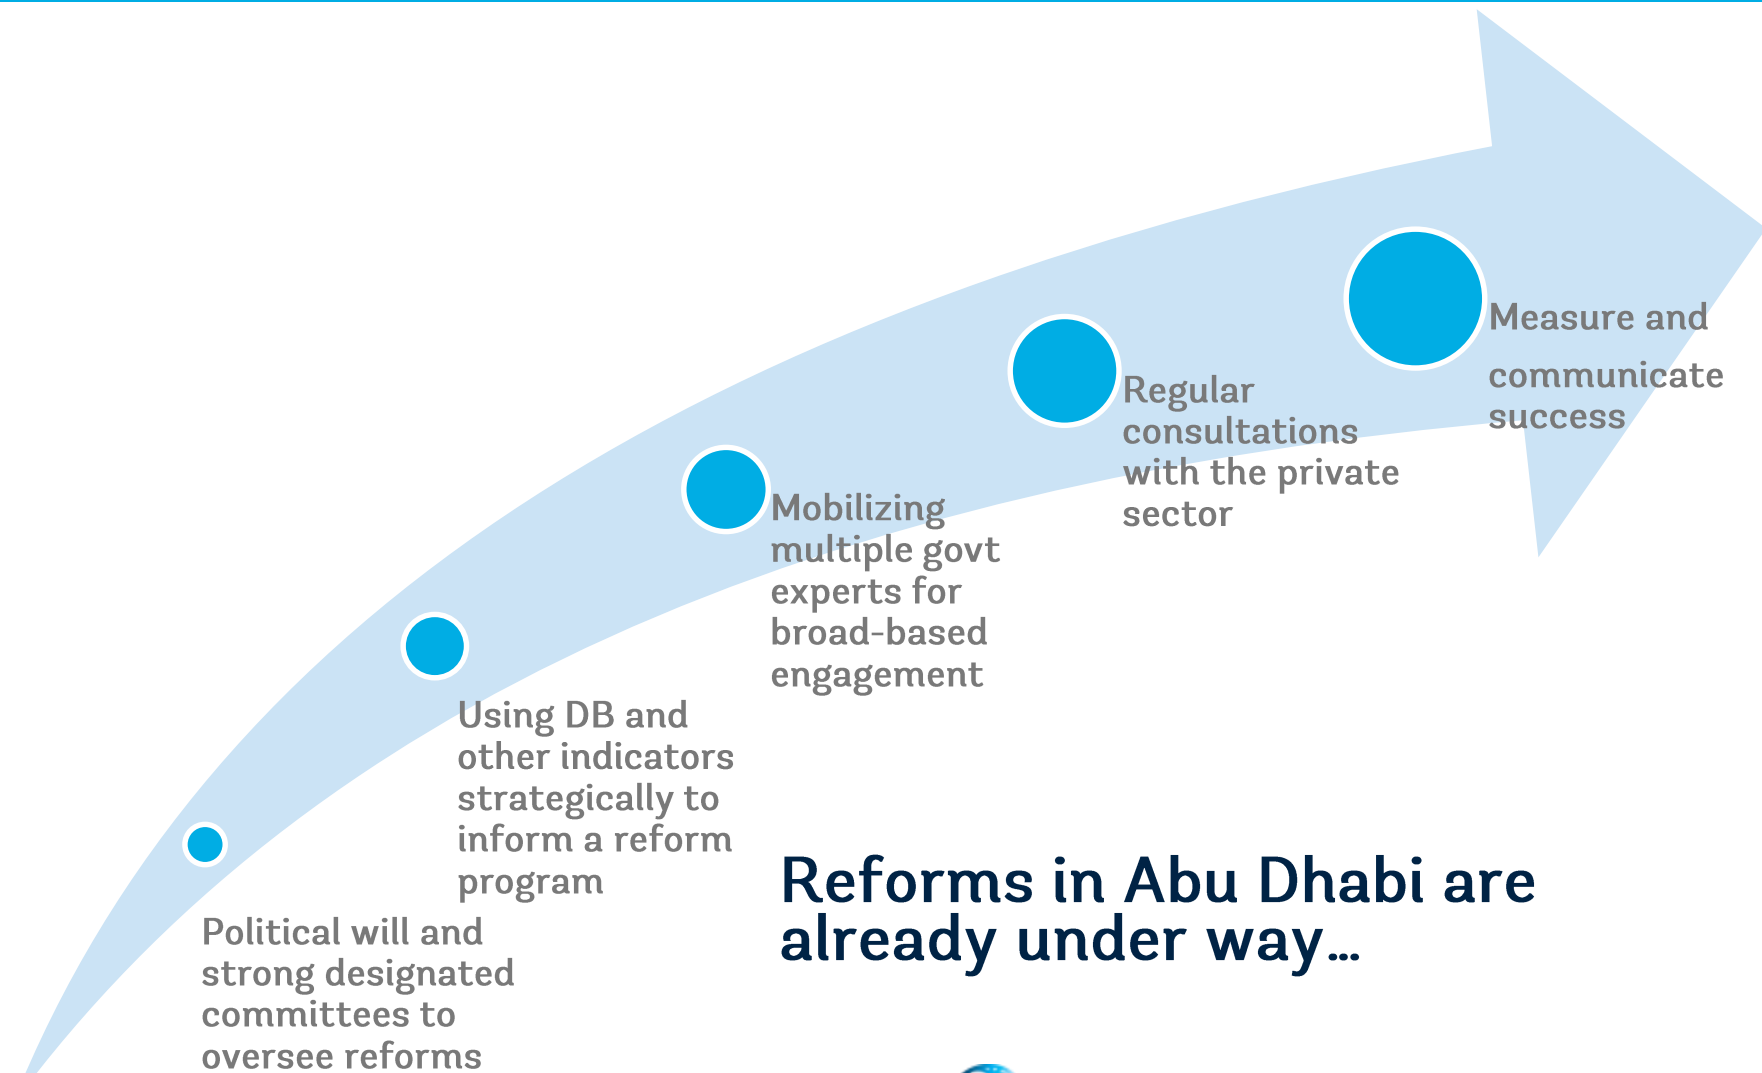 Measure and
communicate
success
Regular
consultations
with the private
sector
Mobilizing
multiple govt
experts for
broad-based
engagement
Using DB and
other indicators
strategically to
inform a reform
program
Political will and
strong designated
committees to
oversee reforms
Reforms in Abu Dhabi are
already under way...